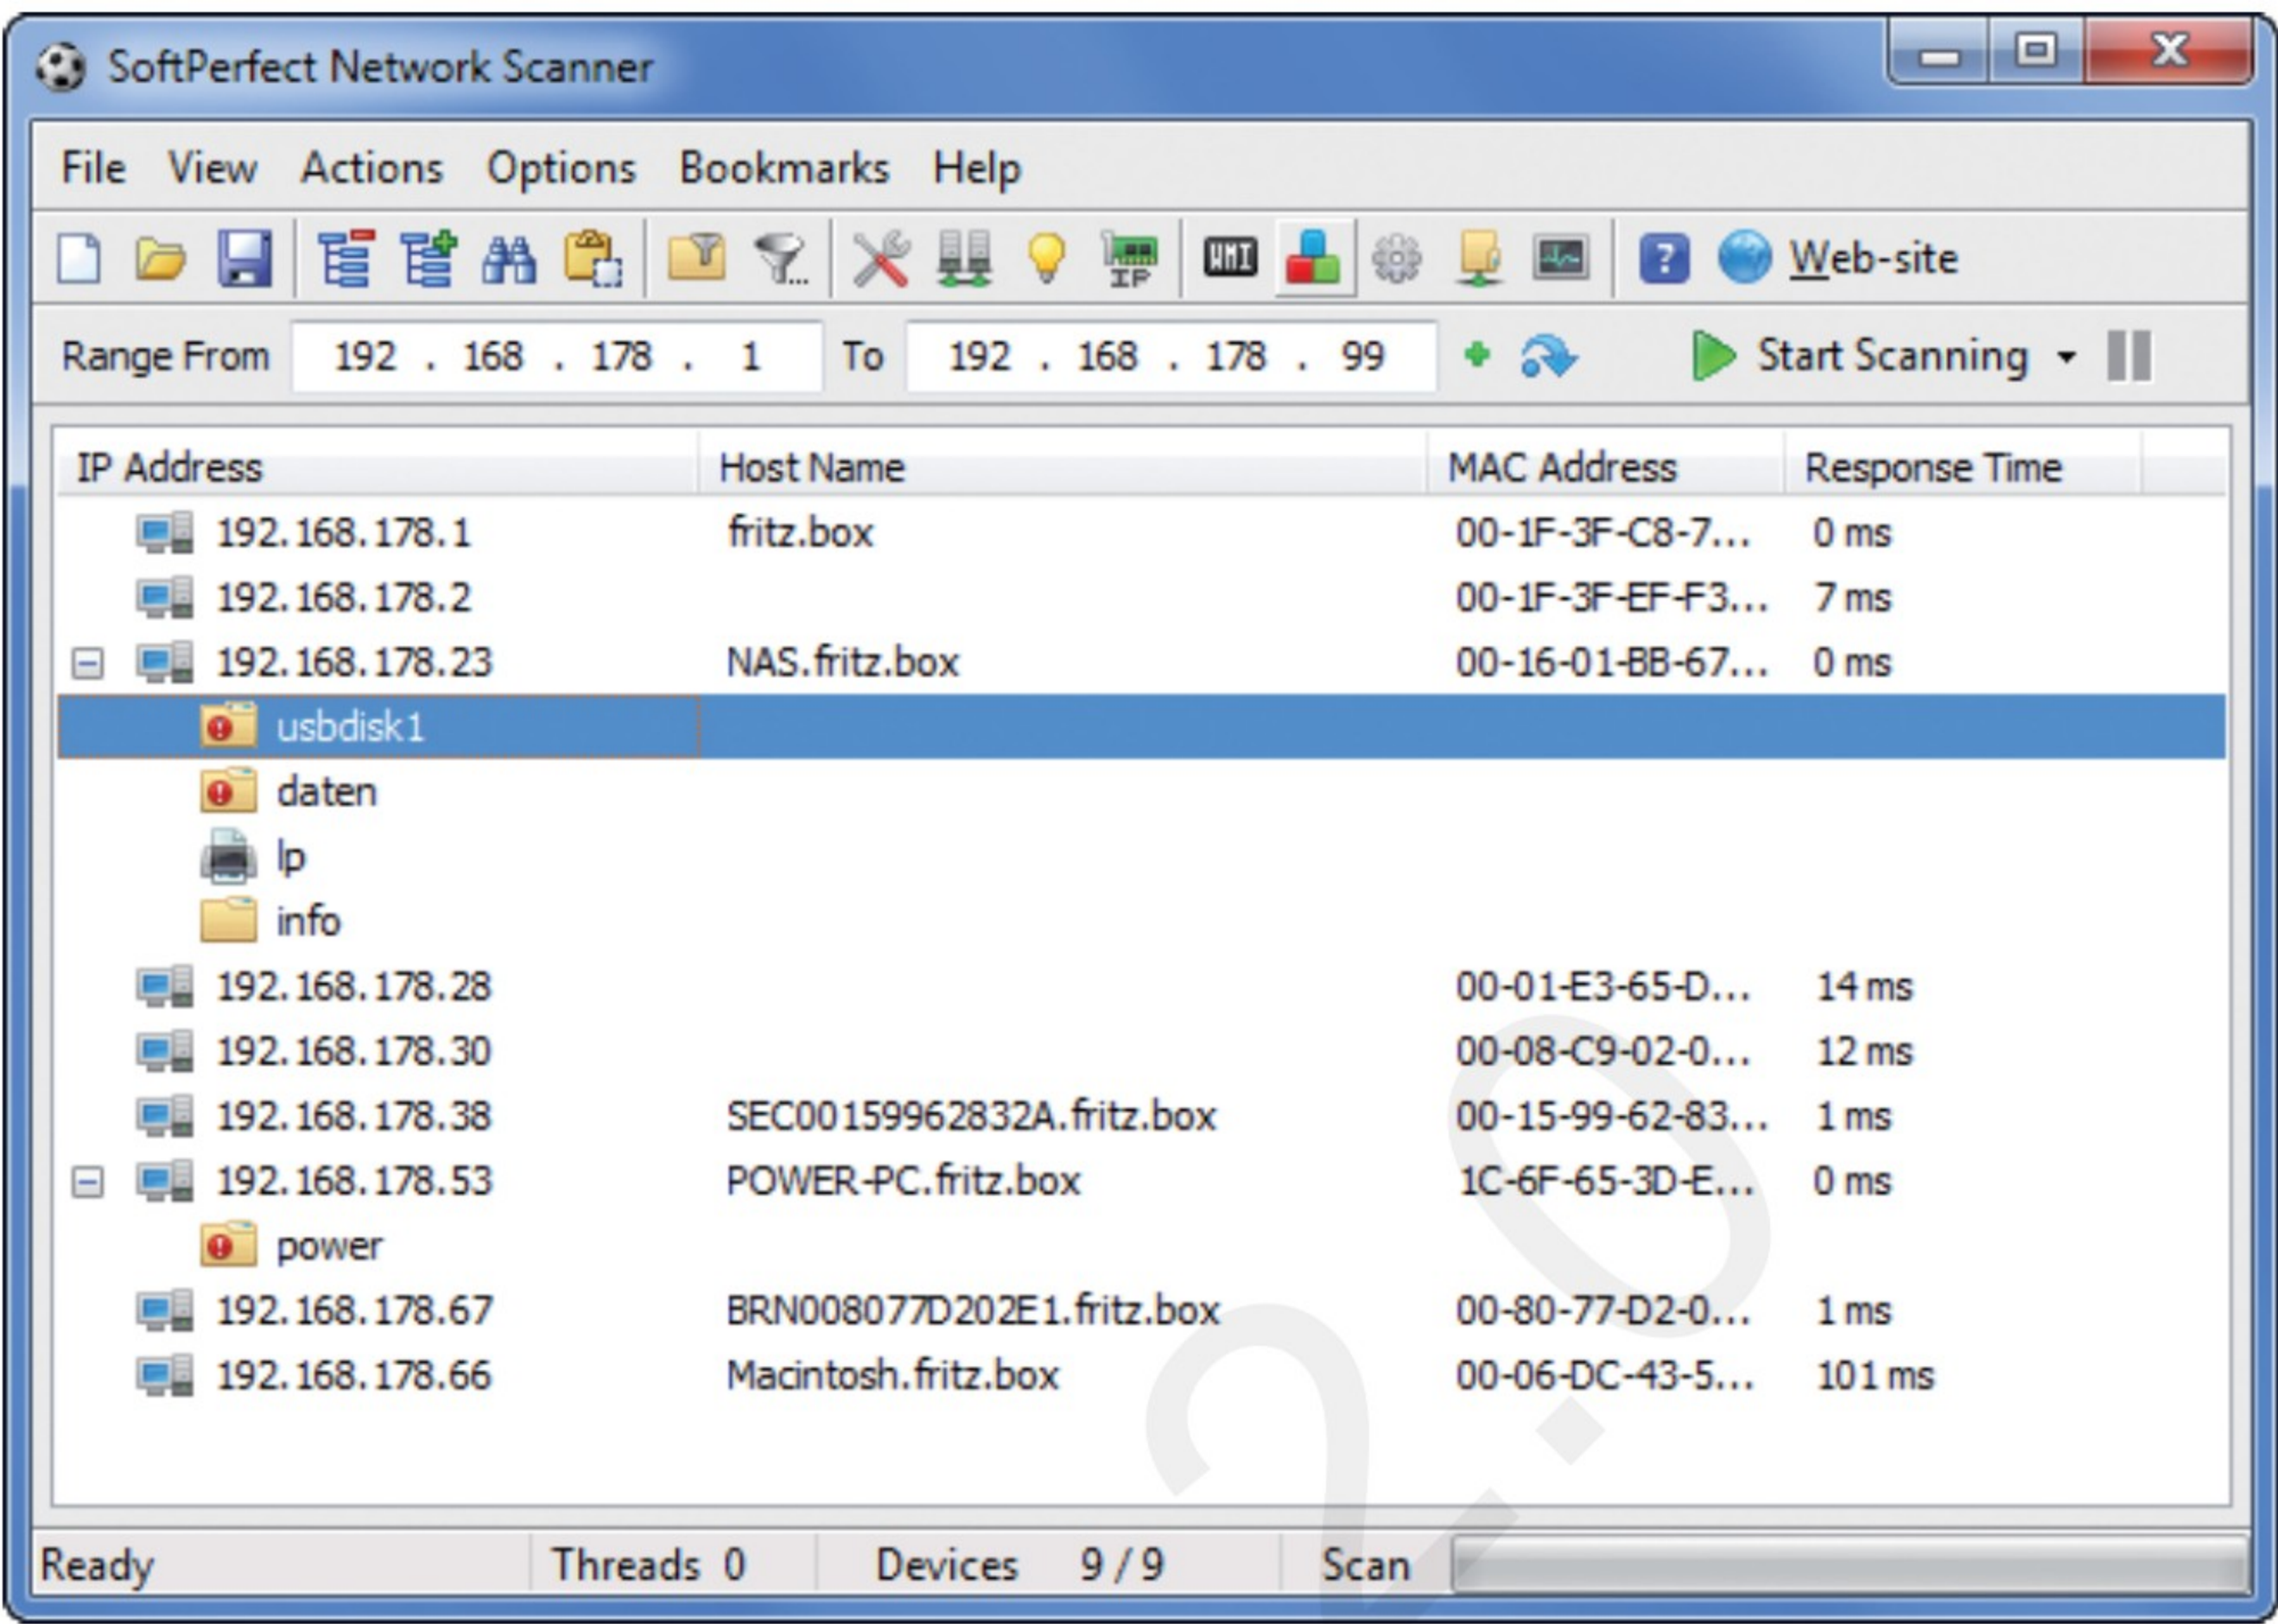 SoftPerfect Network Scanner
File View Actions Options Bookmarks Help
WMI IP Web-site
Range From 192 . 168 . 178 . 1 To 192 . 168 . 178 . 99 Start Scanning
IP Address Host Name MAC Address Response Time
192.168.178.1 fritz.box 00-1F-3F-C8-7... 0 ms
192.168.178.2 00-1F-3F-EF-F3... 7 ms
192.168.178.23 NAS.fritz.box 00-16-01-BB-67... 0 ms
usbdisk1
daten
lp
info
192.168.178.28 00-01-E3-65-D... 14 ms
192.168.178.30 00-08-C9-02-0... 12 ms
192.168.178.38 SEC00159962832A.fritz.box 00-15-99-62-83... 1 ms
192.168.178.53 POWER-PC.fritz.box 1C-6F-65-3D-E... 0 ms
power
192.168.178.67 BRN008077D202E1.fritz.box 00-80-77-D2-0... 1 ms
192.168.178.66 Macintosh.fritz.box 00-06-DC-43-5... 101 ms
Ready Threads 0 Devices 9 / 9 Scan
2.0